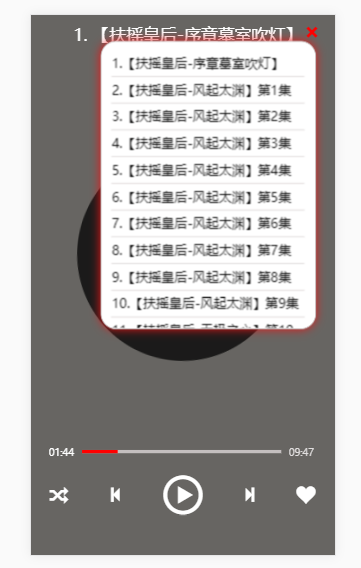 1. 【扶摇皇后-序章墓室吹灯】 ×
1.【扶摇皇后-序章墓室吹灯】
2.【扶摇皇后-风起太渊】第1集
3.【扶摇皇后-风起太渊】第2集
4.【扶摇皇后-风起太渊】第3集
5.【扶摇皇后-风起太渊】第4集
6.【扶摇皇后-风起太渊】第5集
7.【扶摇皇后-风起太渊】第6集
8.【扶摇皇后-风起太渊】第7集
9.【扶摇皇后-风起太渊】第8集
10.【扶摇皇后-风起太渊】第9集
01:44
09:47